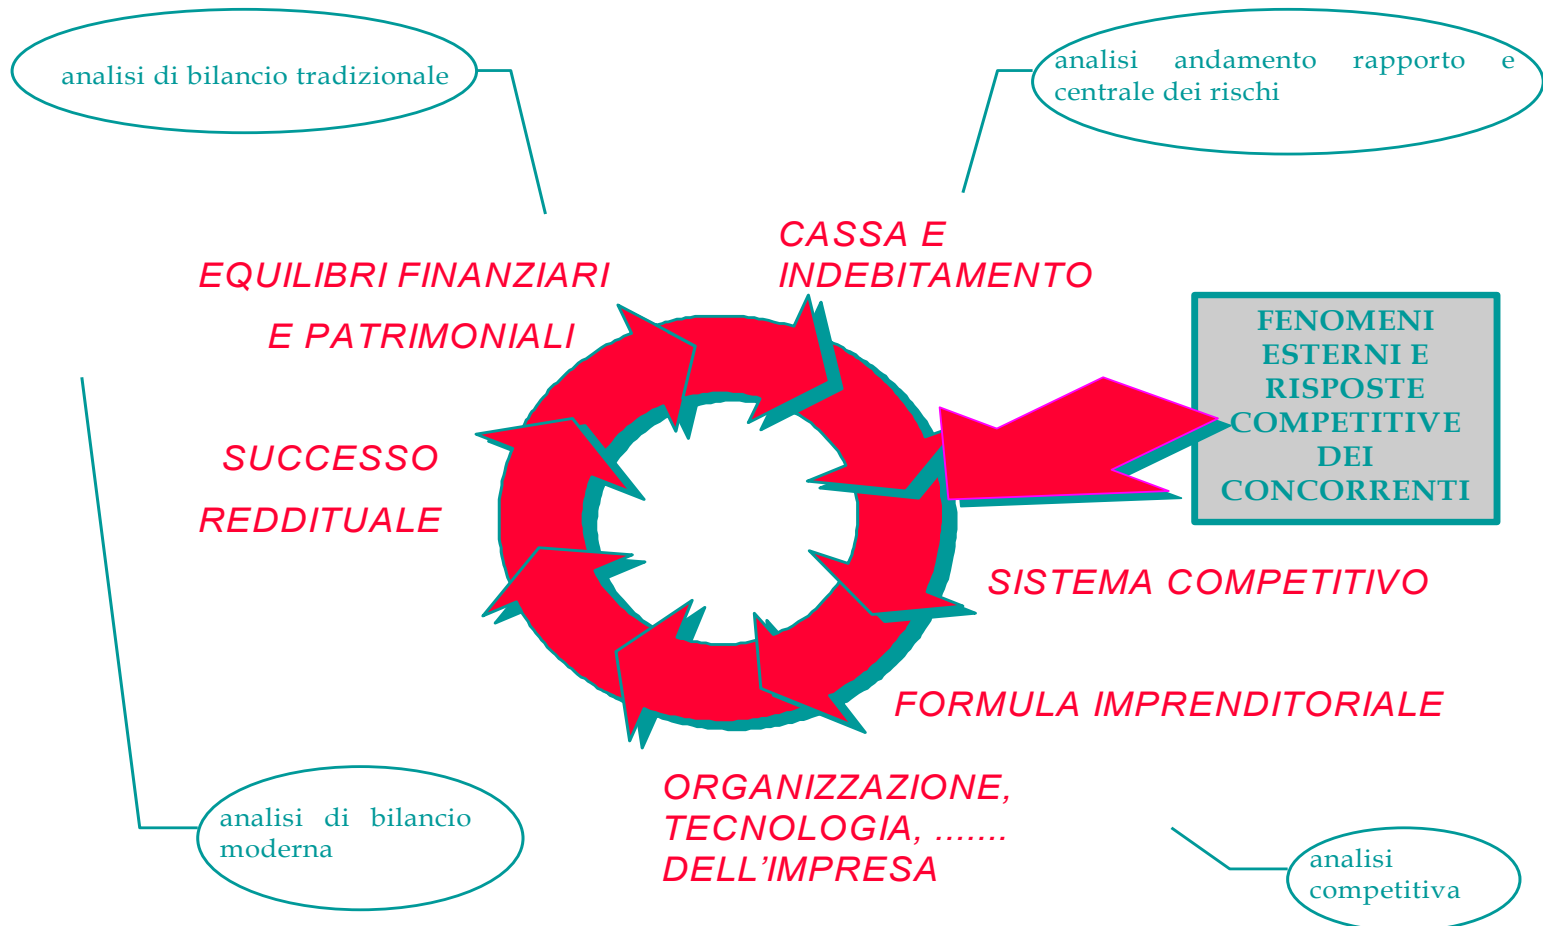 analisi di bilancio tradizionale
analisi andamento rapporto e
centrale dei rischi
CASSA E
INDEBITAMENTO
EQUILIBRI FINANZIARI
E PATRIMONIALI
FENOMENI
ESTERNI E
RISPOSTE
COMPETITIVE
DEI
CONCORRENTI
SUCCESSO
REDDITUALE
SISTEMA COMPETITIVO
FORMULA IMPRENDITORIALE
ORGANIZZAZIONE,
TECNOLOGIA, .......
DELL'IMPRESA
analisi di bilancio
moderna
analisi
competitiva